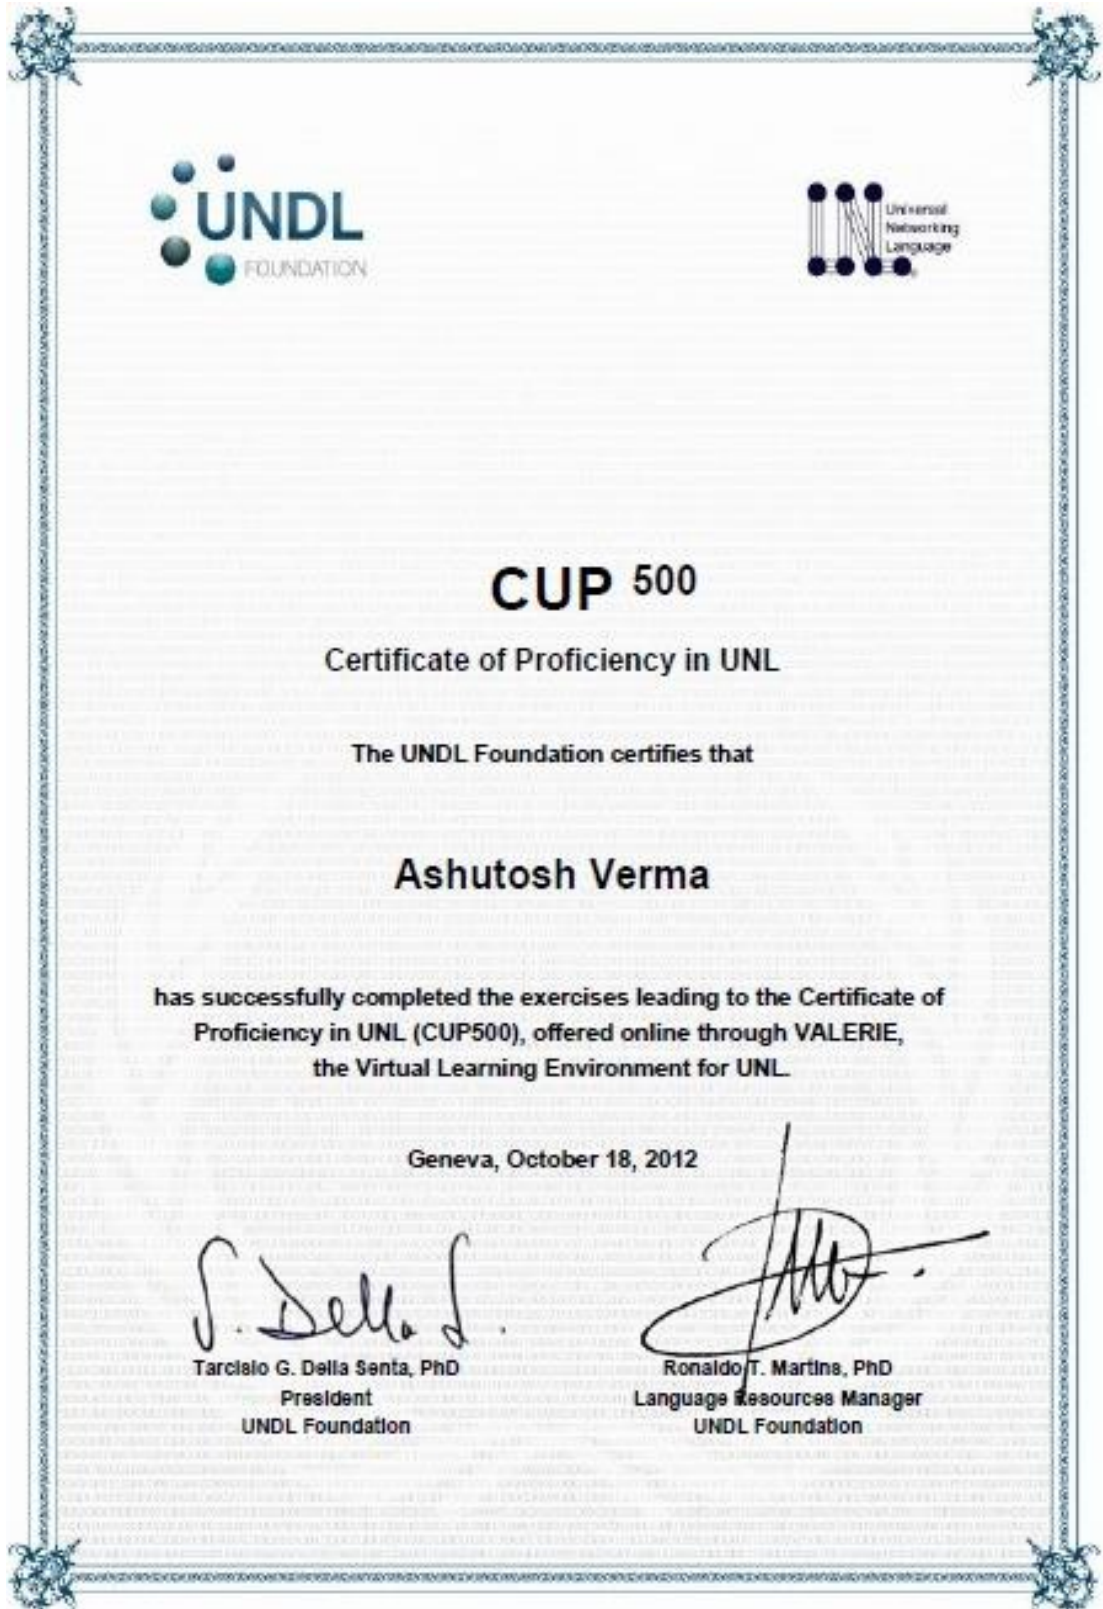 UNDL
FOUNDATION
Universal
Networking
Language
CUP 500
Certificate of Proficiency in UNL
The UNDL Foundation certifies that
Ashutosh Verma
has successfully completed the exercises leading to the Certificate of
Proficiency in UNL (CUP500), offered online through VALERIE,
the Virtual Learning Environment for UNL.
Geneva, October 18, 2012
S. Della S.
Tarcisio G. Della Senta, PhD
President
UNDL Foundation
Ronaldo T. Martins, PhD
Language Resources Manager
UNDL Foundation